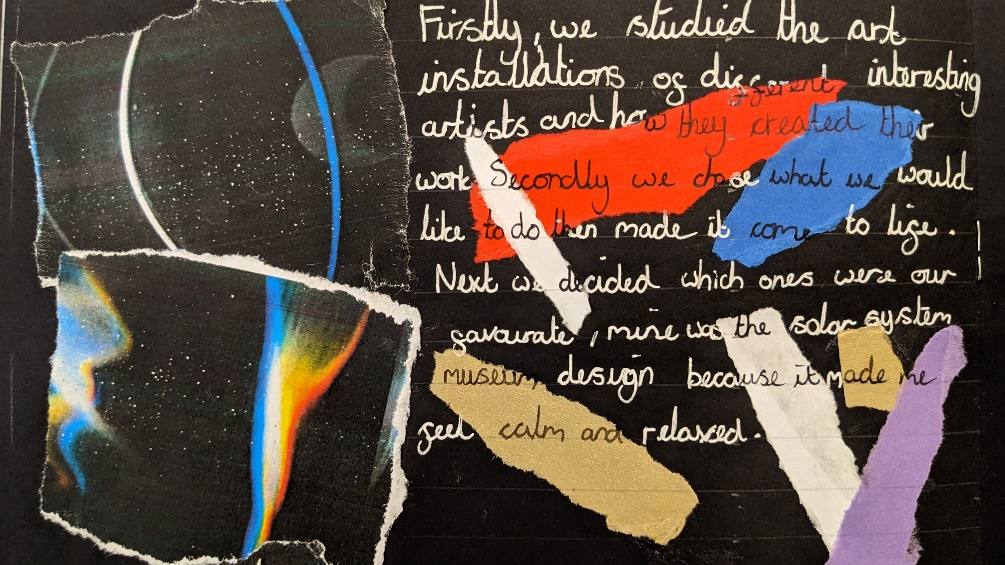 Firstly, we studied the art
installations of different interesting
artists and how they created their
work Secondly we chose what we would
like to do then made it come to life.
Next we decided which ones were our
favourate, mine was the solar system
museum design because it made me
feel calm and relaxed.